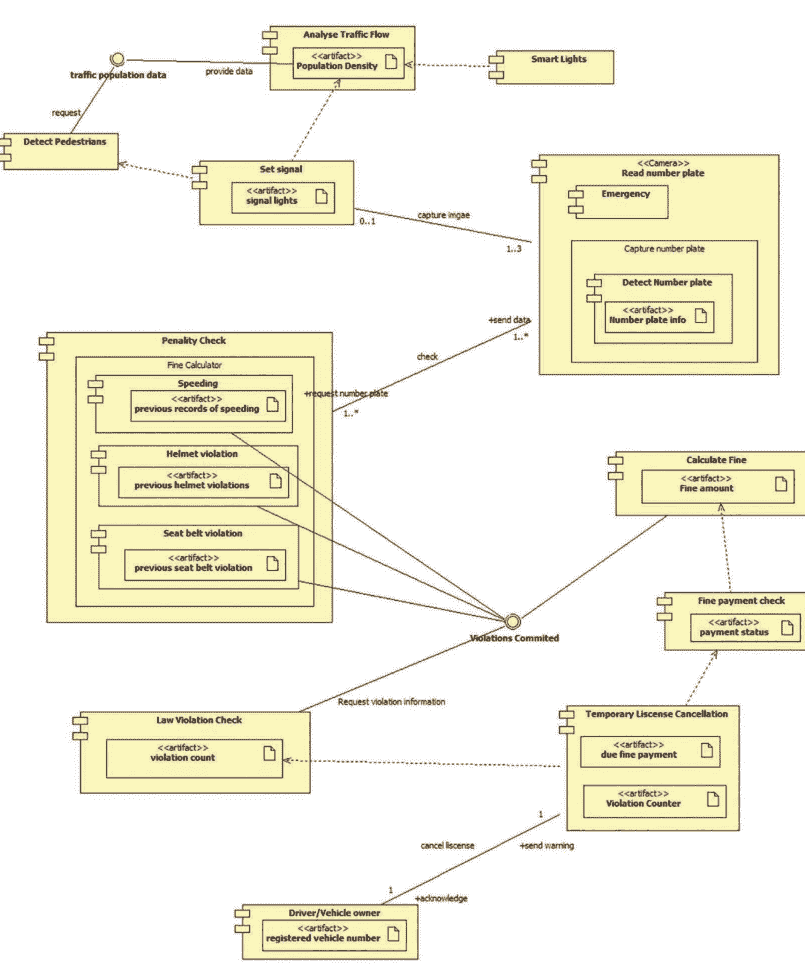 Analyse Traffic Flow
<<artifact>>
Population Density
Smart Lights
traffic population data
provide data
request
Detect Pedestrians
Set signal
<<artifact>>
signal lights
0..1
capture imgae
1..3
<<Camera>>
Read number plate
Emergency
Capture number plate
Detect Number plate
<<artifact>>
Number plate info
+send data
1..*
check
+request number plate
1..*
Penality Check
Fine Calculator
Speeding
<<artifact>>
previous records of speeding
Helmet violation
<<artifact>>
previous helmet violations
Seat belt violation
<<artifact>>
previous seat belt violation
Calculate Fine
<<artifact>>
Fine amount
Fine payment check
<<artifact>>
payment status
Violations Commited
Request violation information
Law Violation Check
<<artifact>>
violation count
Temporary Liscense Cancellation
<<artifact>>
due fine payment
<<artifact>>
Violation Counter
1
cancel liscense
+send warning
1
+acknowledge
Driver/Vehicle owner
<<artifact>>
registered vehicle number